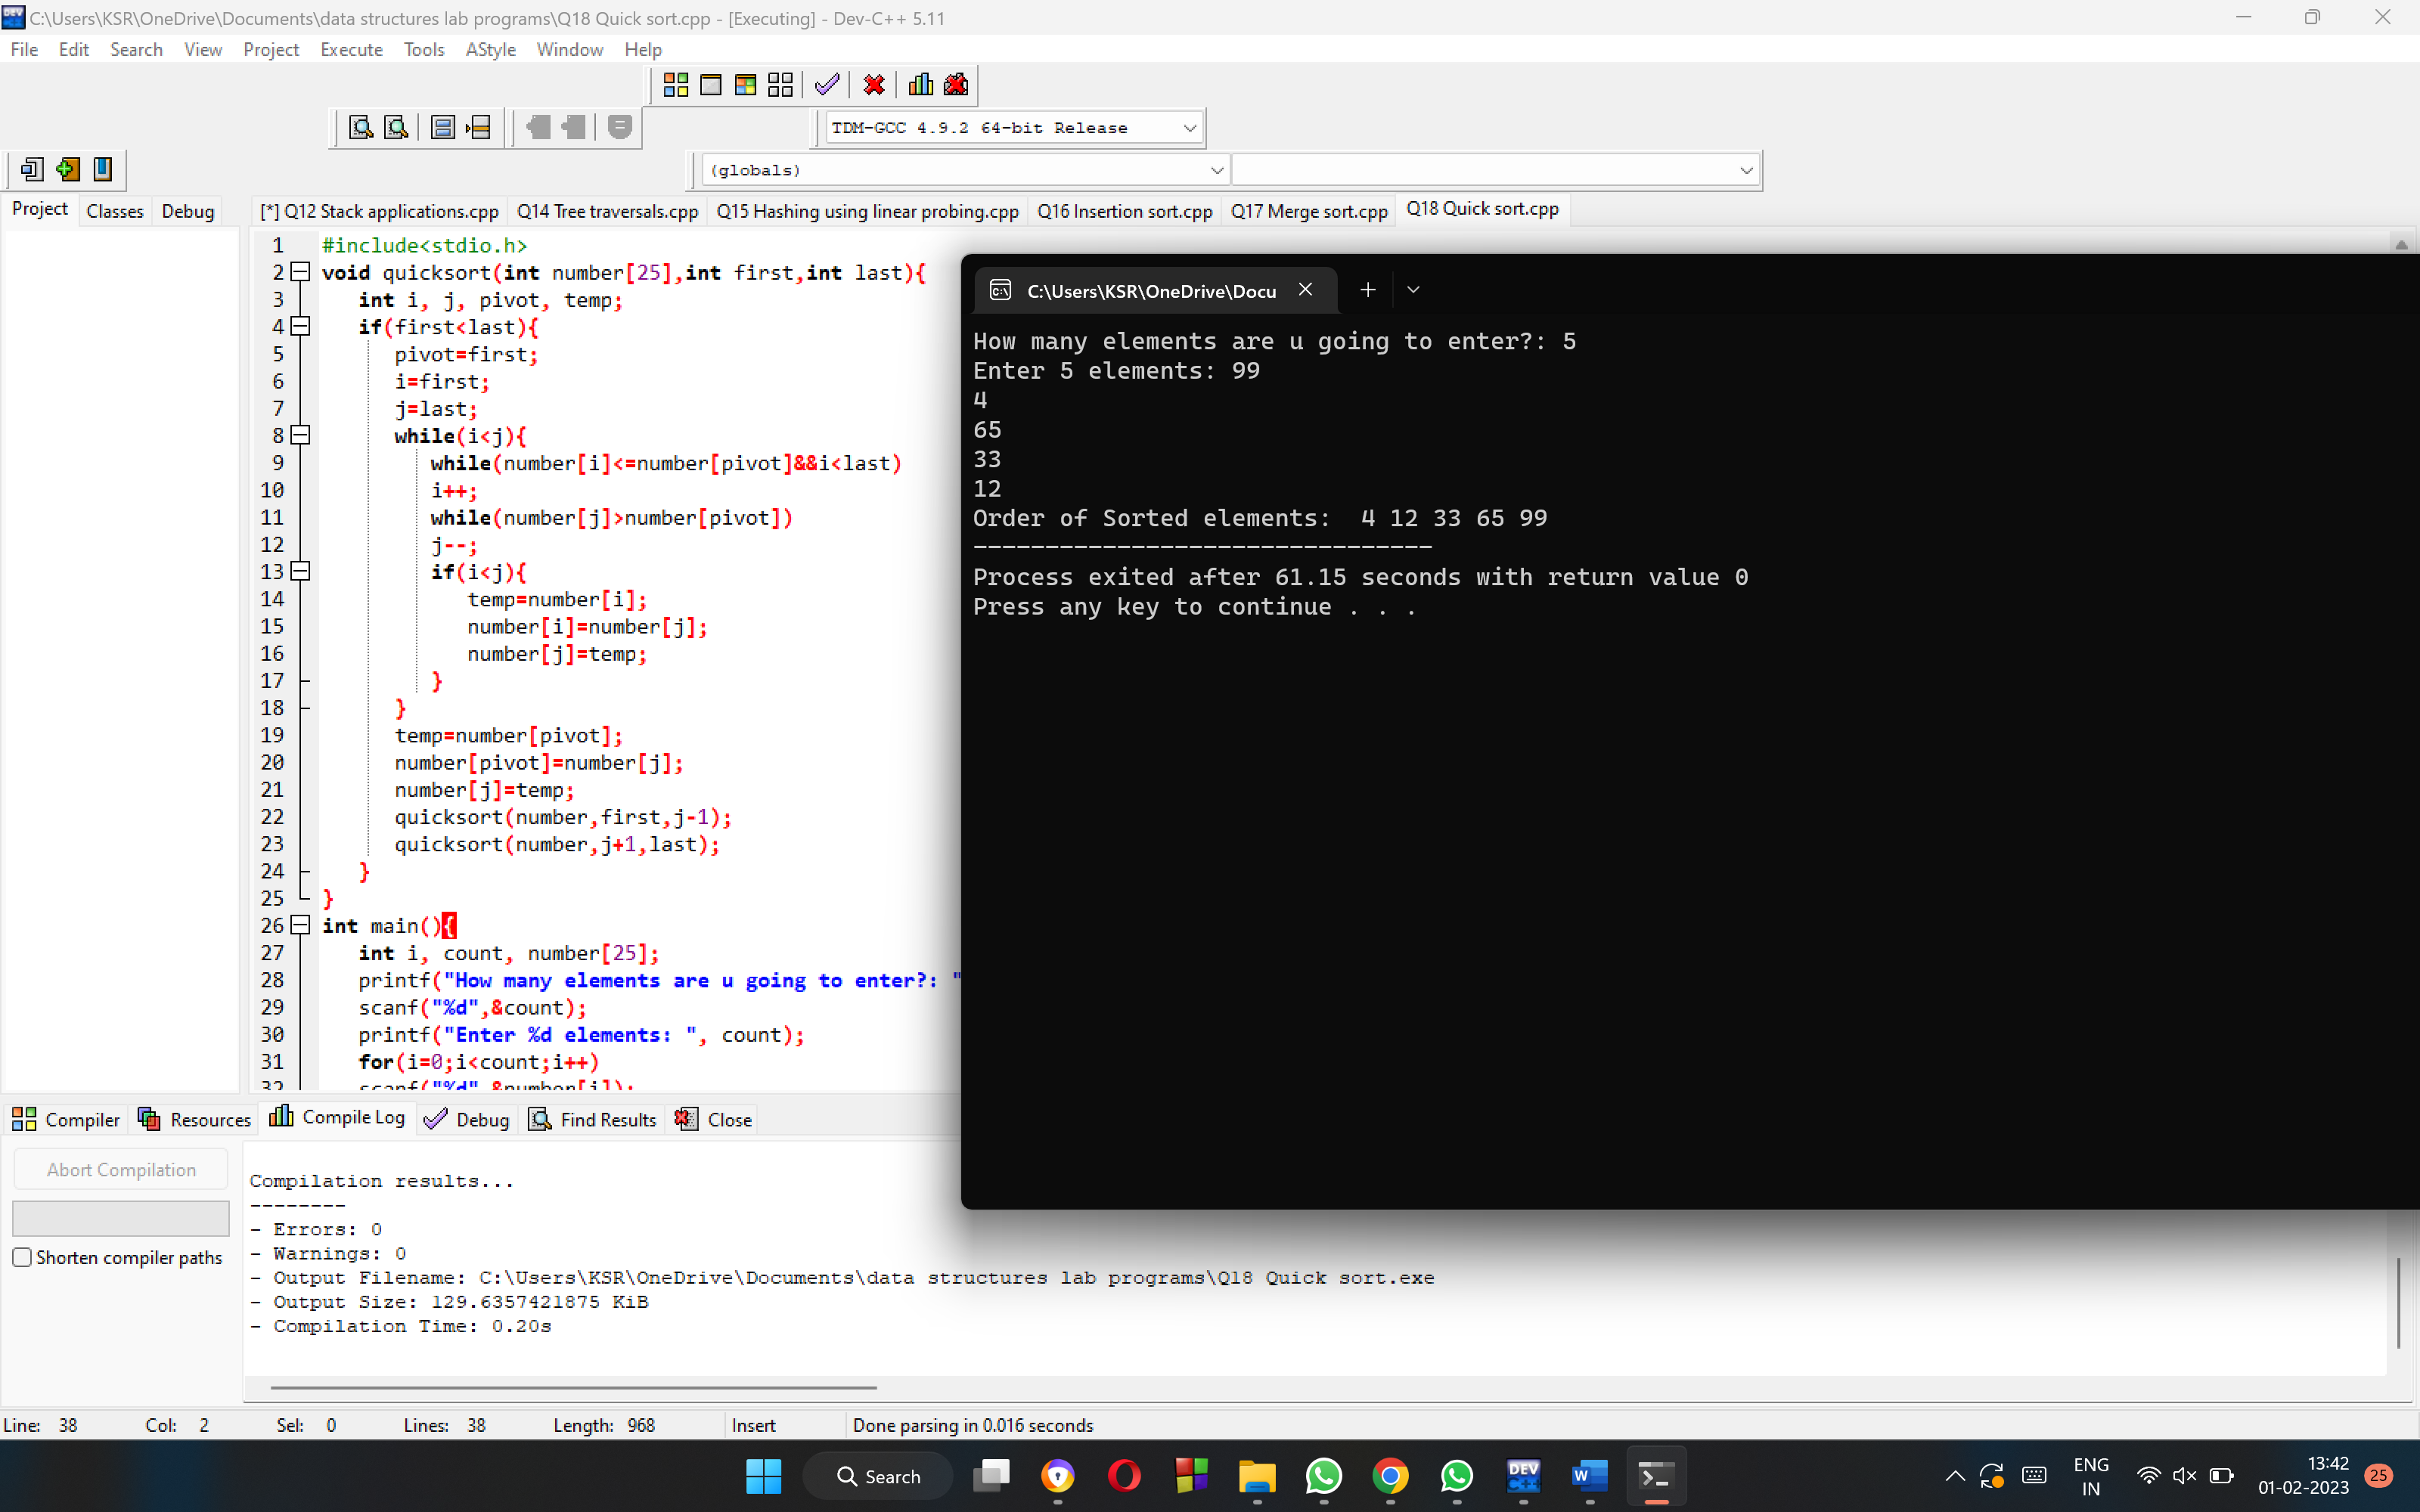 C:\Users\KSR\OneDrive\Documents\data structures lab programs\Q18 Quick sort.cpp - [Executing] - Dev-C++ 5.11
File Edit Search View Project Execute Tools AStyle Window Help
TDM-GCC 4.9.2 64-bit Release
(globals)
Project Classes Debug
[*] Q12 Stack applications.cpp Q14 Tree traversals.cpp Q15 Hashing using linear probing.cpp Q16 Insertion sort.cpp Q17 Merge sort.cpp Q18 Quick sort.cpp
1 #include<stdio.h>
2 void quicksort(int number[25],int first,int last){
3 int i, j, pivot, temp;
4 if(first<last){
5 pivot=first;
6 i=first;
7 j=last;
8 while(i<j){
9 while(number[i]<=number[pivot]&&i<last)
10 i++;
11 while(number[j]>number[pivot])
12 j--;
13 if(i<j){
14 temp=number[i];
15 number[i]=number[j];
16 number[j]=temp;
17 }
18 }
19 temp=number[pivot];
20 number[pivot]=number[j];
21 number[j]=temp;
22 quicksort(number,first,j-1);
23 quicksort(number,j+1,last);
24 }
25 }
26 int main(){
27 int i, count, number[25];
28 printf("How many elements are u going to enter?: "
29 scanf("%d",&count);
30 printf("Enter %d elements: ", count);
31 for(i=0;i<count;i++)
32 scanf("%d",&number[i]);
C:\Users\KSR\OneDrive\Docu
How many elements are u going to enter?: 5
Enter 5 elements: 99
4
65
33
12
Order of Sorted elements:  4 12 33 65 99
--------------------------------
Process exited after 61.15 seconds with return value 0
Press any key to continue . . .
Compiler Resources Compile Log Debug Find Results Close
Abort Compilation
Shorten compiler paths
Compilation results...
--------
- Errors: 0
- Warnings: 0
- Output Filename: C:\Users\KSR\OneDrive\Documents\data structures lab programs\Q18 Quick sort.exe
- Output Size: 129.6357421875 KiB
- Compilation Time: 0.20s
Line: 38 Col: 2 Sel: 0 Lines: 38 Length: 968 Insert Done parsing in 0.016 seconds
Search
DEV C++
W
ENG
IN
13:42
01-02-2023
25